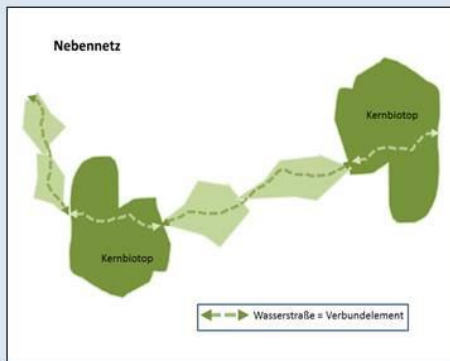 Nebennetz
Kernbiotop
Kernbiotop
Wasserstraße = Verbundelement